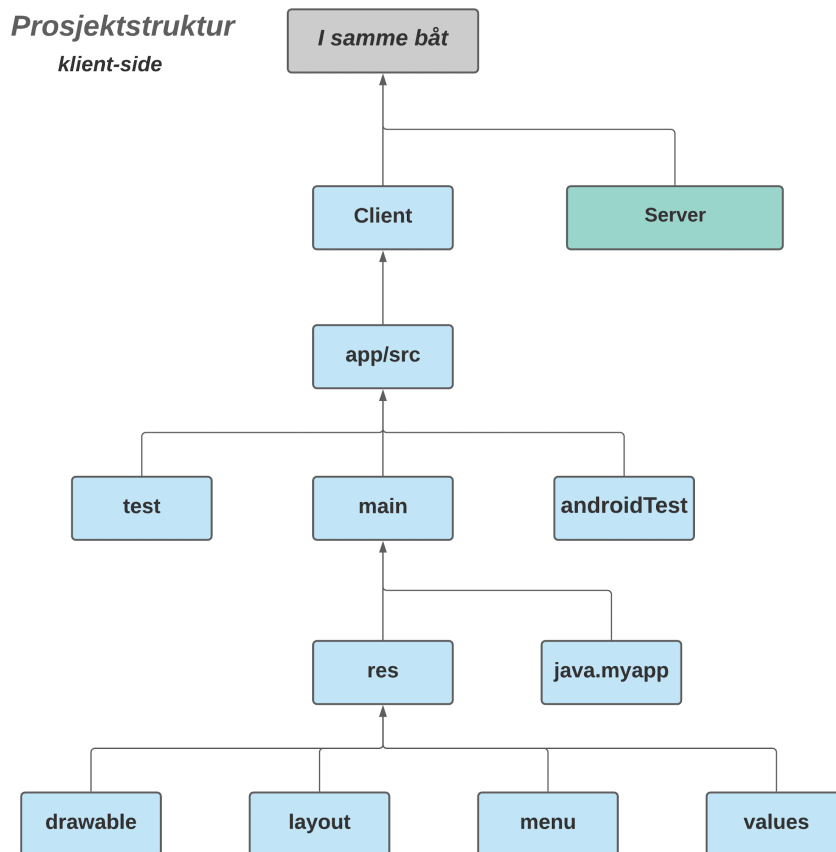 Prosjektstruktur
klient-side
I samme båt
Client
Server
app/src
test
main
androidTest
res
java.myapp
drawable
layout
menu
values